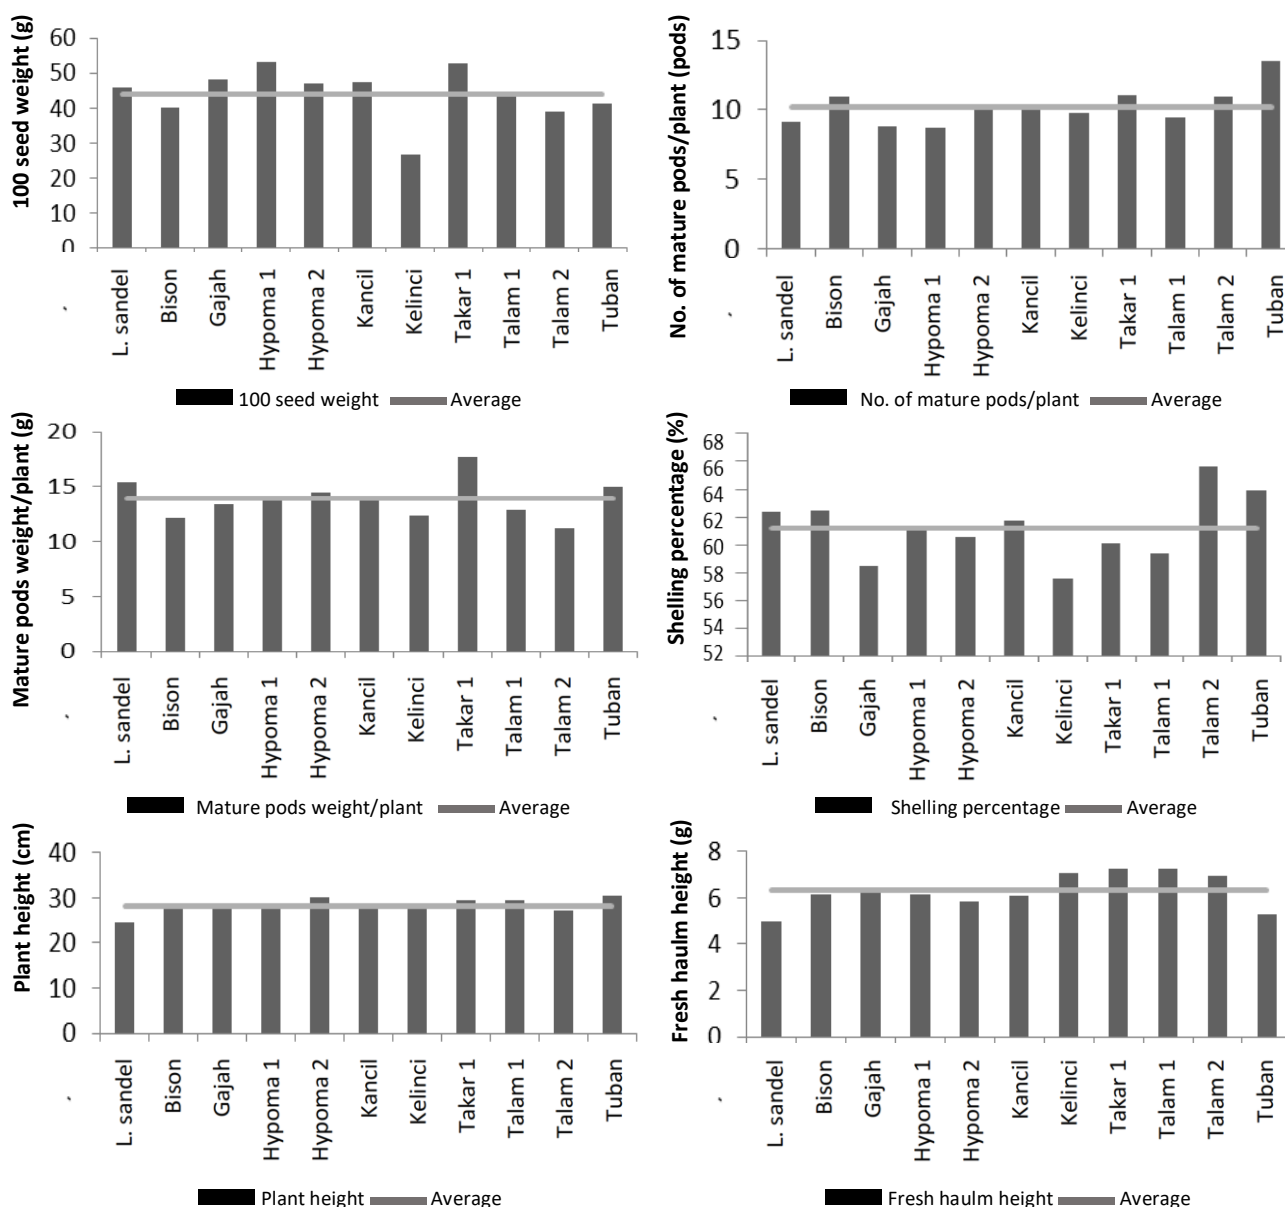 100 seed weight (g)
60
50
40
30
20
10
0
L. sandel
Bison
Gajah
Hypoma 1
Hypoma 2
Kancil
Kelinci
Takar 1
Talam 1
Talam 2
Tuban
100 seed weight
Average
No. of mature pods/plant (pods)
15
10
5
0
L. sandel
Bison
Gajah
Hypoma 1
Hypoma 2
Kancil
Kelinci
Takar 1
Talam 1
Talam 2
Tuban
No. of mature pods/plant
Average
Mature pods weight/plant (g)
20
15
10
5
0
L. sandel
Bison
Gajah
Hypoma 1
Hypoma 2
Kancil
Kelinci
Takar 1
Talam 1
Talam 2
Tuban
Mature pods weight/plant
Average
Shelling percentage (%)
68
66
64
62
60
58
56
54
52
L. sandel
Bison
Gajah
Hypoma 1
Hypoma 2
Kancil
Kelinci
Takar 1
Talam 1
Talam 2
Tuban
Shelling percentage
Average
Plant height (cm)
40
30
20
10
0
L. sandel
Bison
Gajah
Hypoma 1
Hypoma 2
Kancil
Kelinci
Takar 1
Talam 1
Talam 2
Tuban
Plant height
Average
Fresh haulm height (g)
8
6
4
2
0
L. sandel
Bison
Gajah
Hypoma 1
Hypoma 2
Kancil
Kelinci
Takar 1
Talam 1
Talam 2
Tuban
Fresh haulm height
Average